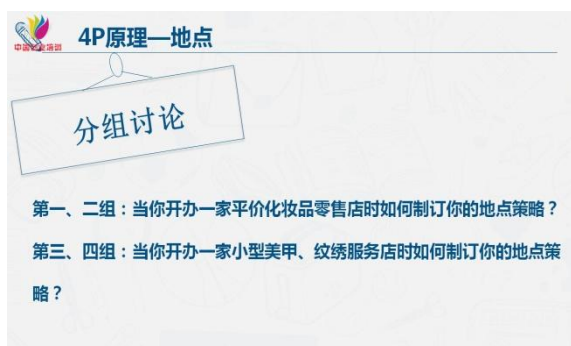 4P原理—地点
分组讨论
第一、二组：当你开办一家平价化妆品零售店时如何制订你的地点策略？
第三、四组：当你开办一家小型美甲、纹绣服务店时如何制订你的地点策
略？